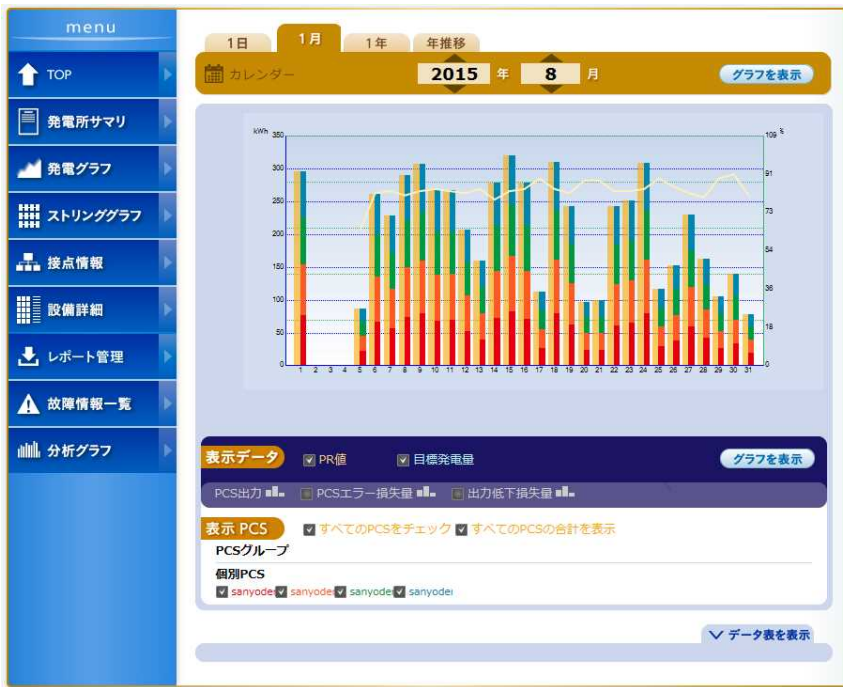 menu
TOP
発電所サマリ
発電グラフ
ストリンググラフ
接点情報
設備詳細
レポート管理
故障情報一覧
分析グラフ
1日 1月 1年 年推移
カレンダー 2015 年 8 月 グラフを表示
kWh %
350 109
300 91
250
200 73
150 54
100 36
50 18
0 0
1 2 3 4 5 6 7 8 9 10 11 12 13 14 15 16 17 18 19 20 21 22 23 24 25 26 27 28 29 30 31
表示データ PR値 目標発電量 グラフを表示
PCS出力 PCSエラー損失量 出力低下損失量
表示 PCS すべてのPCSをチェック すべてのPCSの合計を表示
PCSグループ
個別PCS
sanyode sanyode sanyode sanyode
データ表を表示